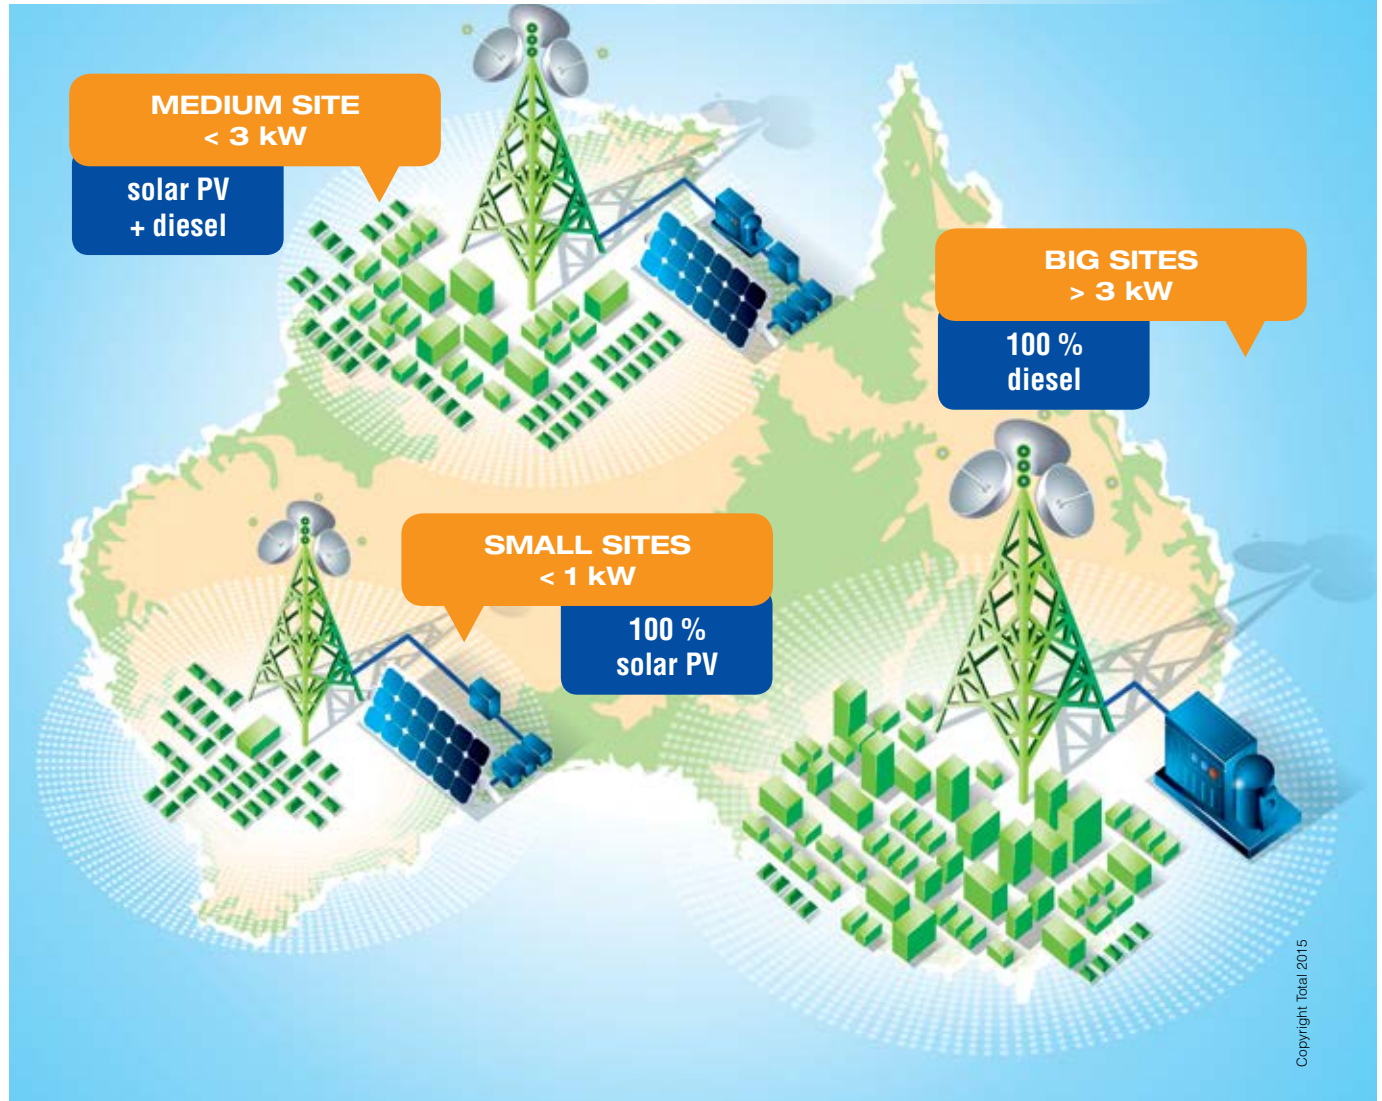 MEDIUM SITE
< 3 kW
solar PV
+ diesel
BIG SITES
> 3 kW
100 %
diesel
SMALL SITES
< 1 kW
100 %
solar PV
Copyright Total 2015